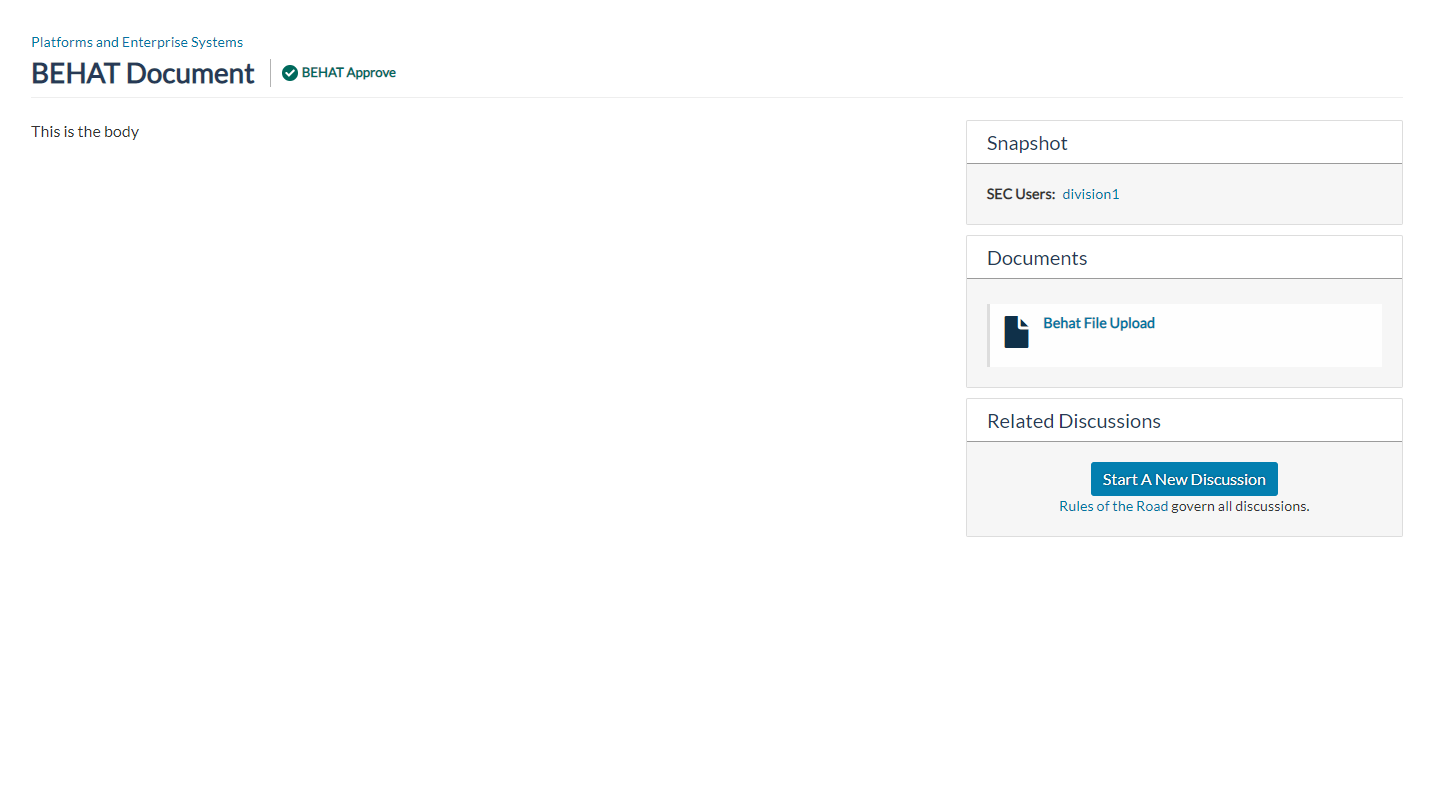 Platforms and Enterprise Systems
BEHAT Document
BEHAT Approve
This is the body
Snapshot
SEC Users: division1
Documents
Behat File Upload
Related Discussions
Start A New Discussion
Rules of the Road govern all discussions.